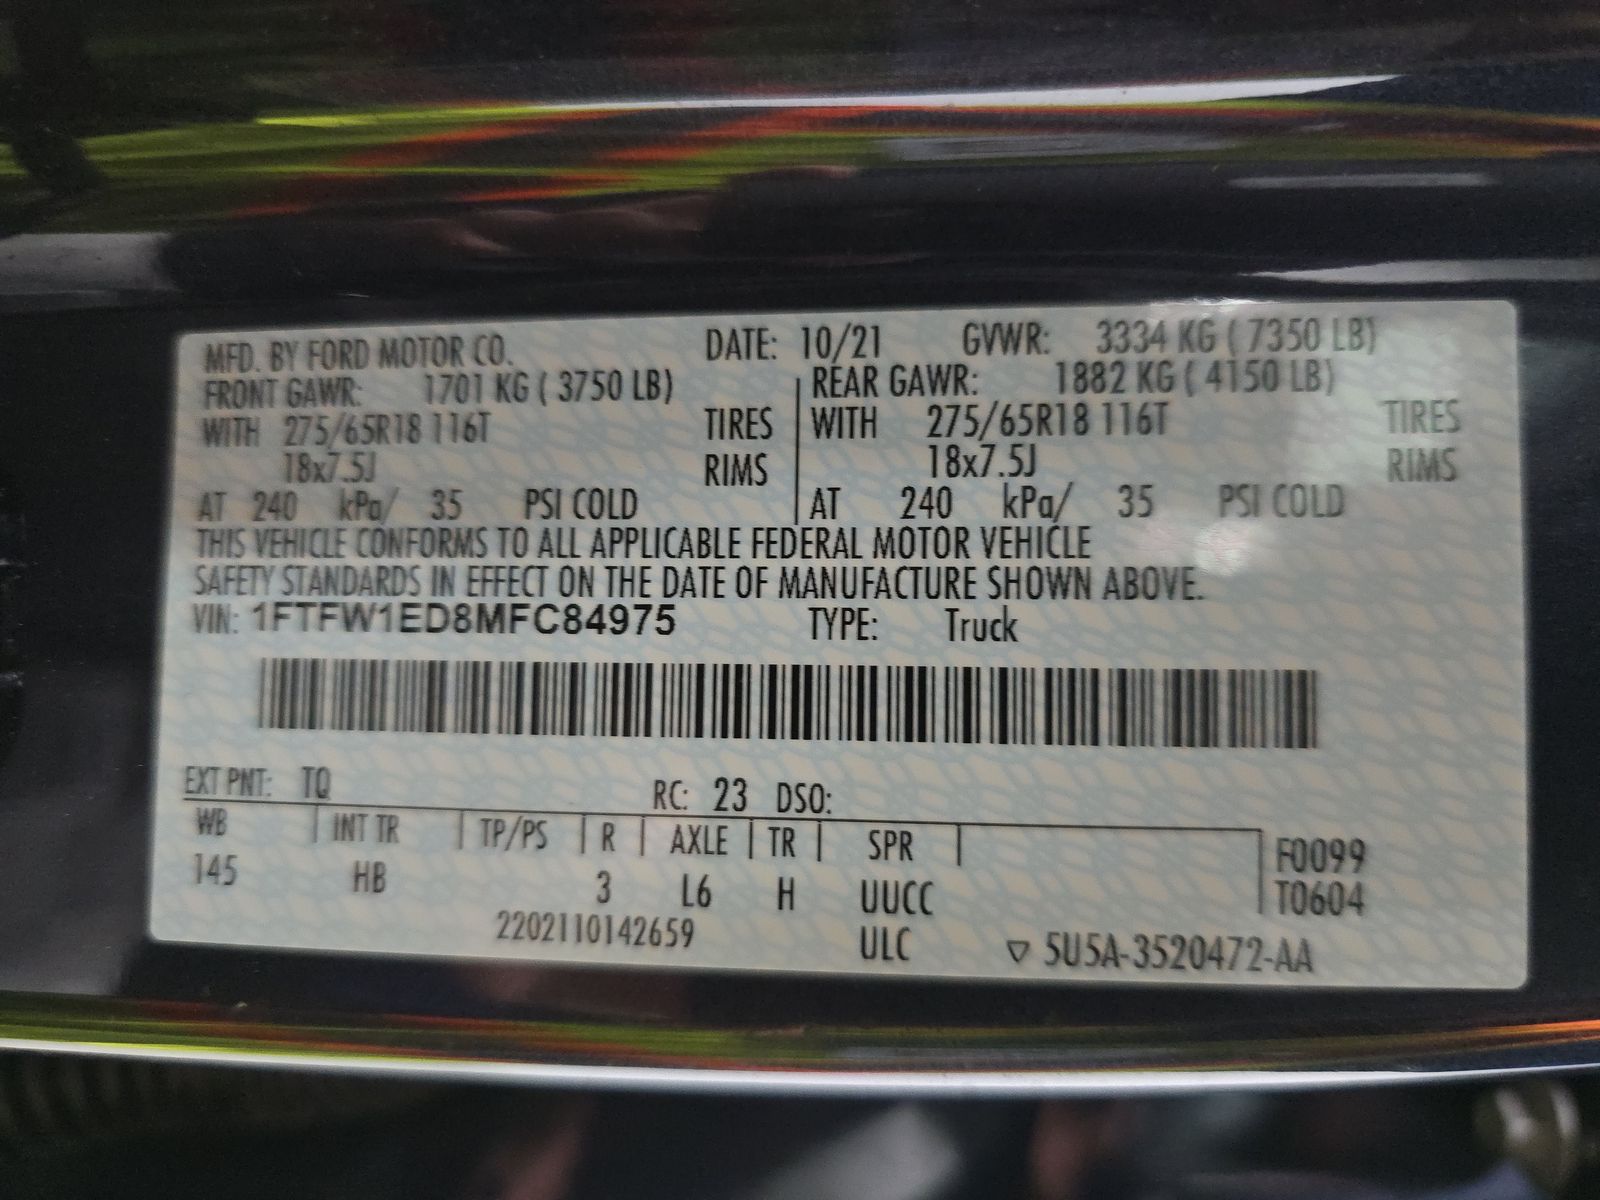 MFD. BY FORD MOTOR CO. DATE: 10/21 GVWR: 3334 KG ( 7350 LB)
FRONT GAWR: 1701 KG ( 3750 LB) REAR GAWR: 1882 KG ( 4150 LB)
WITH 275/65R18 116T TIRES WITH 275/65R18 116T TIRES
18x7.5J RIMS 18x7.5J RIMS
AT 240 kPa/ 35 PSI COLD AT 240 kPa/ 35 PSI COLD
THIS VEHICLE CONFORMS TO ALL APPLICABLE FEDERAL MOTOR VEHICLE
SAFETY STANDARDS IN EFFECT ON THE DATE OF MANUFACTURE SHOWN ABOVE.
VIN: 1FTFW1ED8MFC84975 TYPE: Truck
EXT PNT: TQ RC: 23 DSO:
WB INT TR TP/PS R AXLE TR SPR F0099
145 HB 3 L6 H UUCC T0604
2202110142659 ULC ▽ 5U5A-3520472-AA